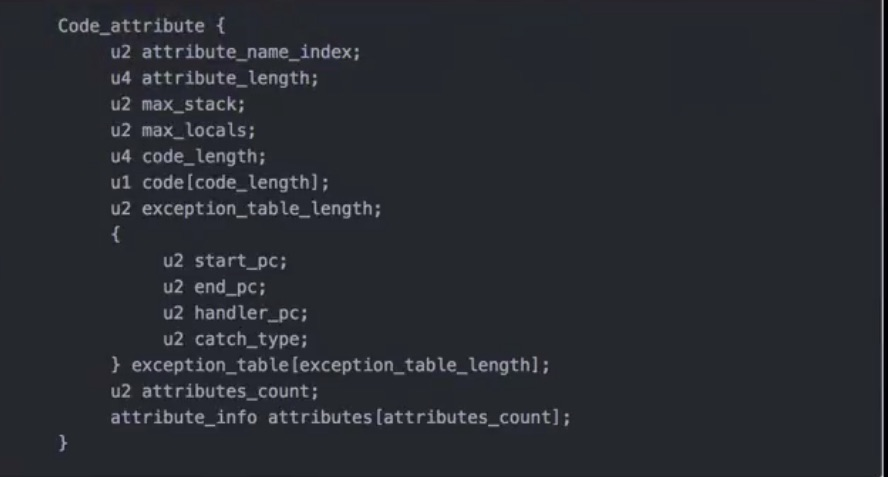 Code_attribute {
u2 attribute_name_index;
u4 attribute_length;
u2 max_stack;
u2 max_locals;
u4 code_length;
u1 code[code_length];
u2 exception_table_length;
{
u2 start_pc;
u2 end_pc;
u2 handler_pc;
u2 catch_type;
} exception_table[exception_table_length];
u2 attributes_count;
attribute_info attributes[attributes_count];
}